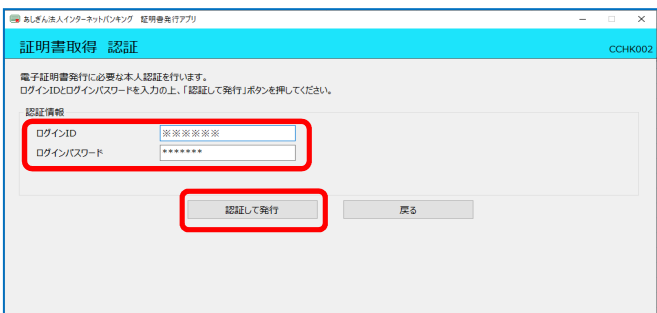 あしぎん法人インターネットバンキング 証明書発行アプリ
証明書取得 認証
CCHK002
電子証明書発行に必要な本人認証を行います。
ログインIDとログインパスワードを入力の上、「認証して発行」ボタンを押してください。
認証情報
ログインID ※※※※※※
ログインパスワード *******
認証して発行 戻る